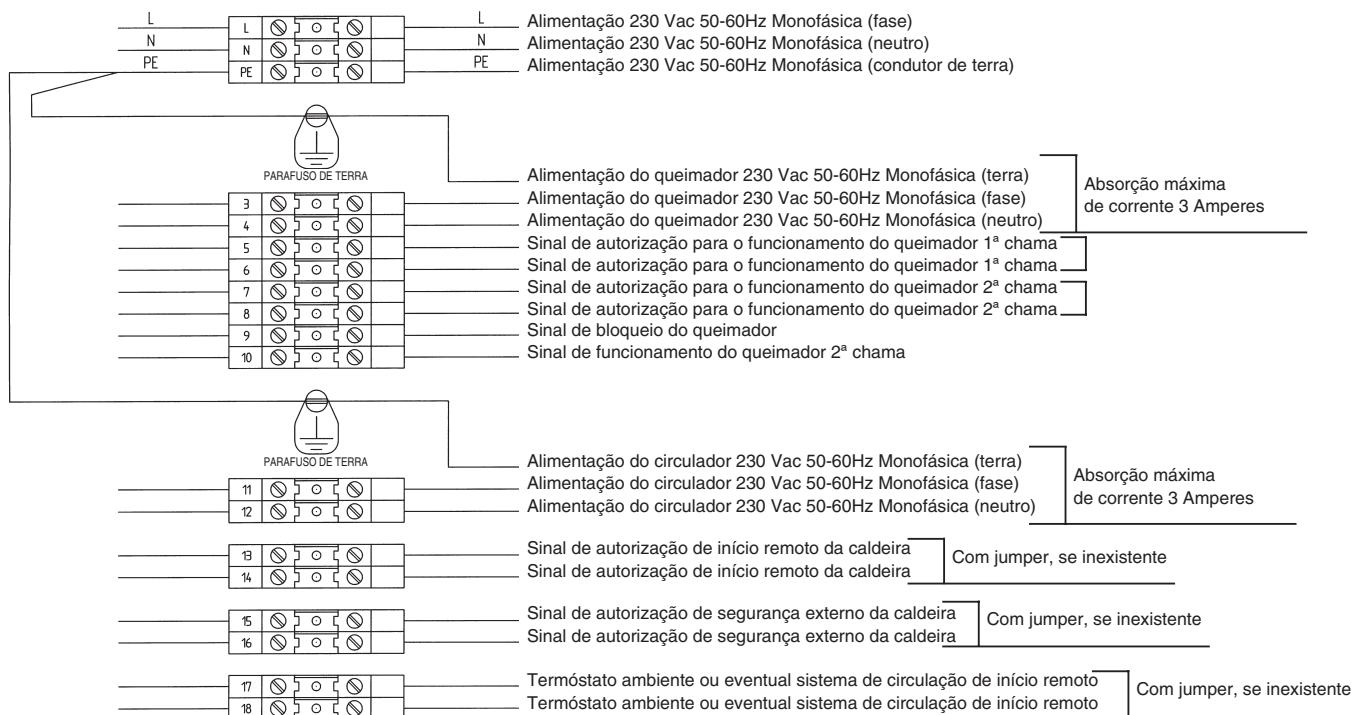 L L L Alimentação 230 Vac 50-60Hz Monofásica (fase)
N N N Alimentação 230 Vac 50-60Hz Monofásica (neutro)
PE PE PE Alimentação 230 Vac 50-60Hz Monofásica (condutor de terra)
PARAFUSO DE TERRA
Alimentação do queimador 230 Vac 50-60Hz Monofásica (terra)
3 Alimentação do queimador 230 Vac 50-60Hz Monofásica (fase)
4 Alimentação do queimador 230 Vac 50-60Hz Monofásica (neutro)
Absorção máxima
de corrente 3 Amperes
5 Sinal de autorização para o funcionamento do queimador 1ª chama
6 Sinal de autorização para o funcionamento do queimador 1ª chama
7 Sinal de autorização para o funcionamento do queimador 2ª chama
8 Sinal de autorização para o funcionamento do queimador 2ª chama
9 Sinal de bloqueio do queimador
10 Sinal de funcionamento do queimador 2ª chama
PARAFUSO DE TERRA
Alimentação do circulador 230 Vac 50-60Hz Monofásica (terra)
11 Alimentação do circulador 230 Vac 50-60Hz Monofásica (fase)
12 Alimentação do circulador 230 Vac 50-60Hz Monofásica (neutro)
Absorção máxima
de corrente 3 Amperes
13 Sinal de autorização de início remoto da caldeira
14 Sinal de autorização de início remoto da caldeira
Com jumper, se inexistente
15 Sinal de autorização de segurança externo da caldeira
16 Sinal de autorização de segurança externo da caldeira
Com jumper, se inexistente
17 Termóstato ambiente ou eventual sistema de circulação de início remoto
18 Termóstato ambiente ou eventual sistema de circulação de início remoto
Com jumper, se inexistente